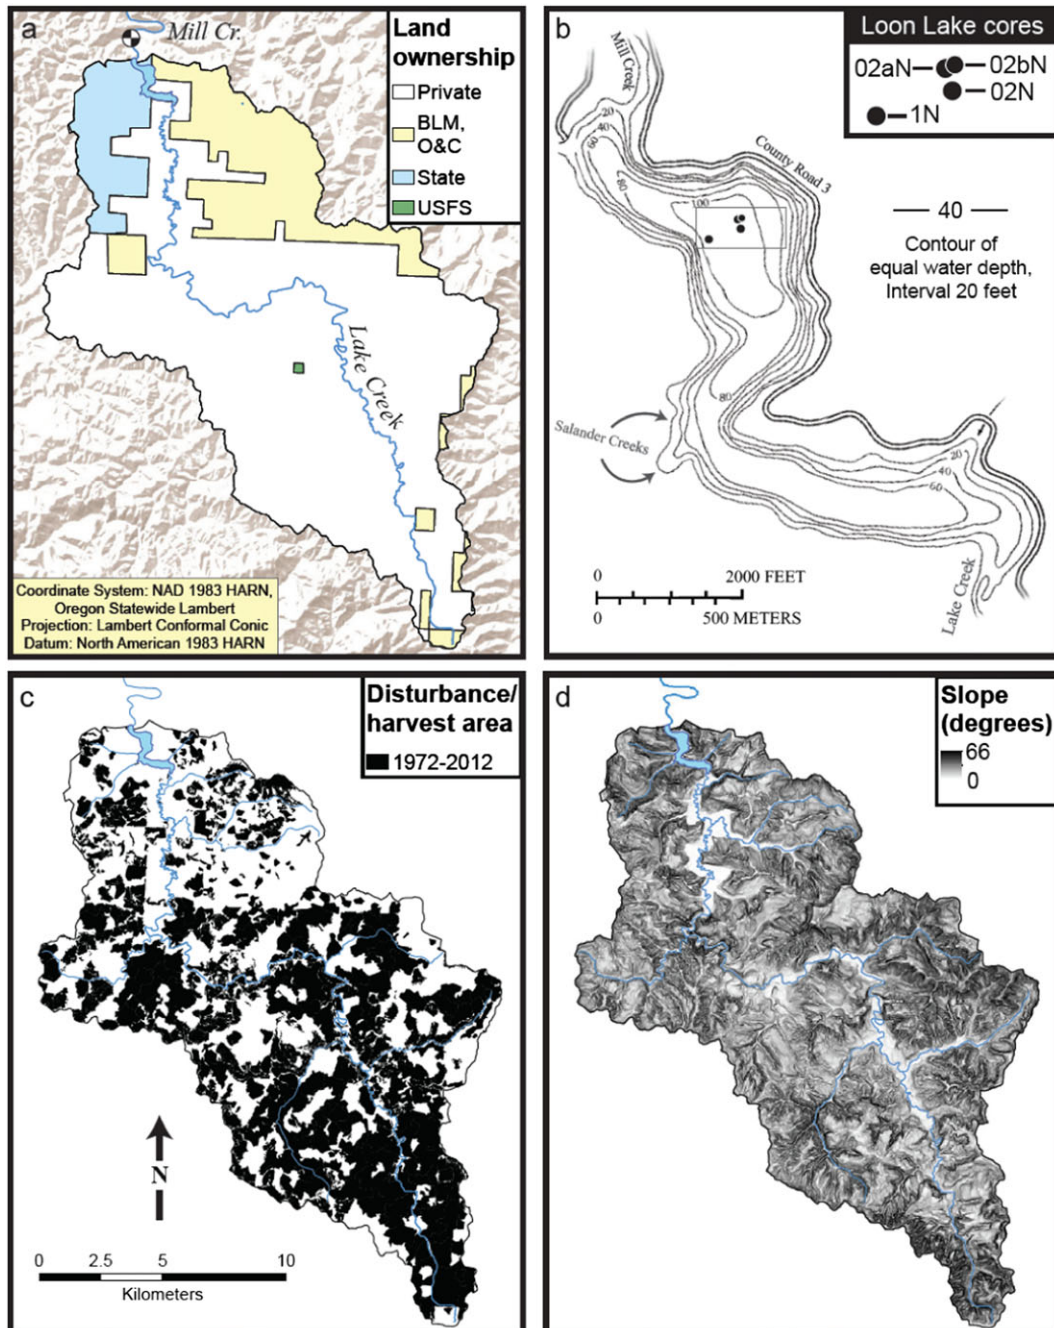 a
Mill Cr.
Land
ownership
Private
BLM,
O&C
State
USFS
Lake Creek
Coordinate System: NAD 1983 HARN,
Oregon Statewide Lambert
Projection: Lambert Conformal Conic
Datum: North American 1983 HARN
b
Loon Lake cores
02aN
02bN
02N
1N
Mill Creek
20
40
60
80
100
County Road 3
40
Contour of
equal water depth,
Interval 20 feet
80
Salander Creeks
20
40
60
0
2000 FEET
0
500 METERS
Lake Creek
c
Disturbance/
harvest area
1972-2012
N
0 2.5 5 10
Kilometers
d
Slope
(degrees)
66
0